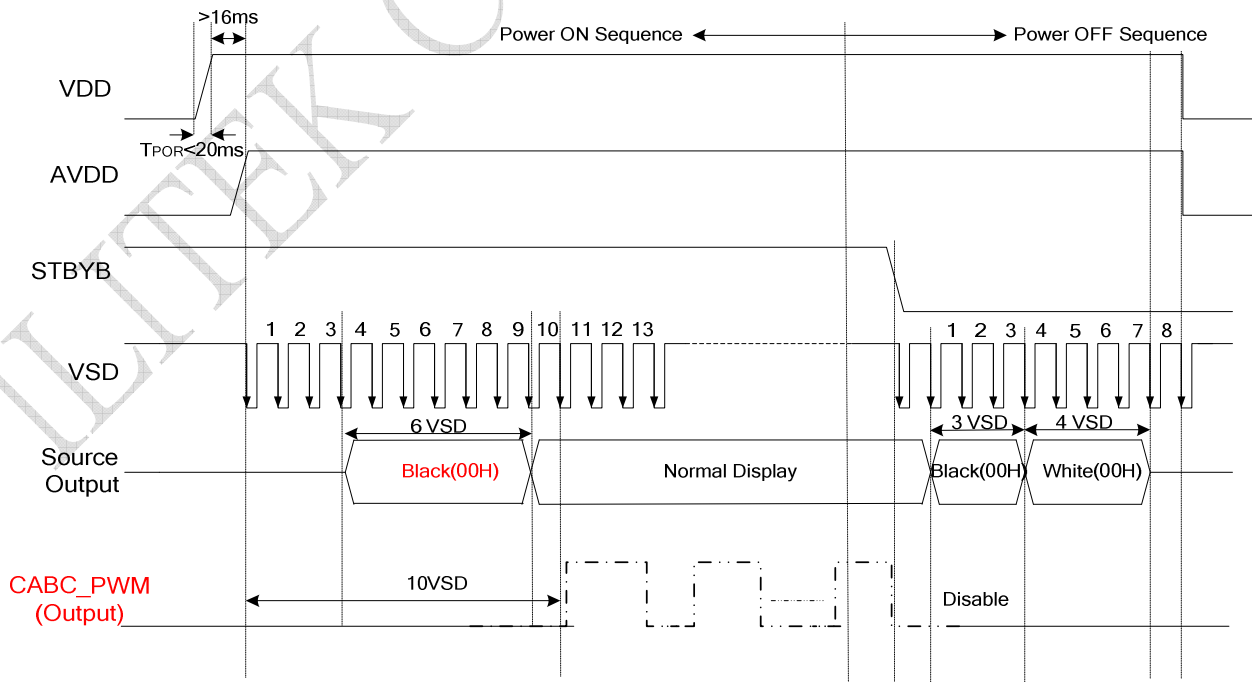 >16ms
Power ON Sequence
Power OFF Sequence
VDD
TPOR<20ms
AVDD
STBYB
1 2 3 4 5 6 7 8 9 10 11 12 13
1 2 3 4 5 6 7 8
VSD
6 VSD
3 VSD
4 VSD
Source
Output
Black(00H)
Normal Display
Black(00H)
White(00H)
CABC_PWM
(Output)
10VSD
Disable
ILITEK C